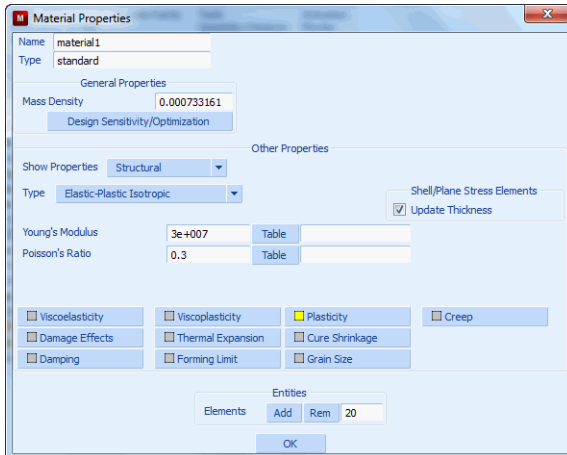 Material Properties
Name material1
Type standard
General Properties
Mass Density 0.000733161
Design Sensitivity/Optimization
Other Properties
Show Properties Structural
Type Elastic-Plastic Isotropic
Shell/Plane Stress Elements
Update Thickness
Young's Modulus 3e+007 Table
Poisson's Ratio 0.3 Table
Viscoelasticity Viscoplasticity Plasticity Creep
Damage Effects Thermal Expansion Cure Shrinkage
Damping Forming Limit Grain Size
Entities
Elements Add Rem 20
OK